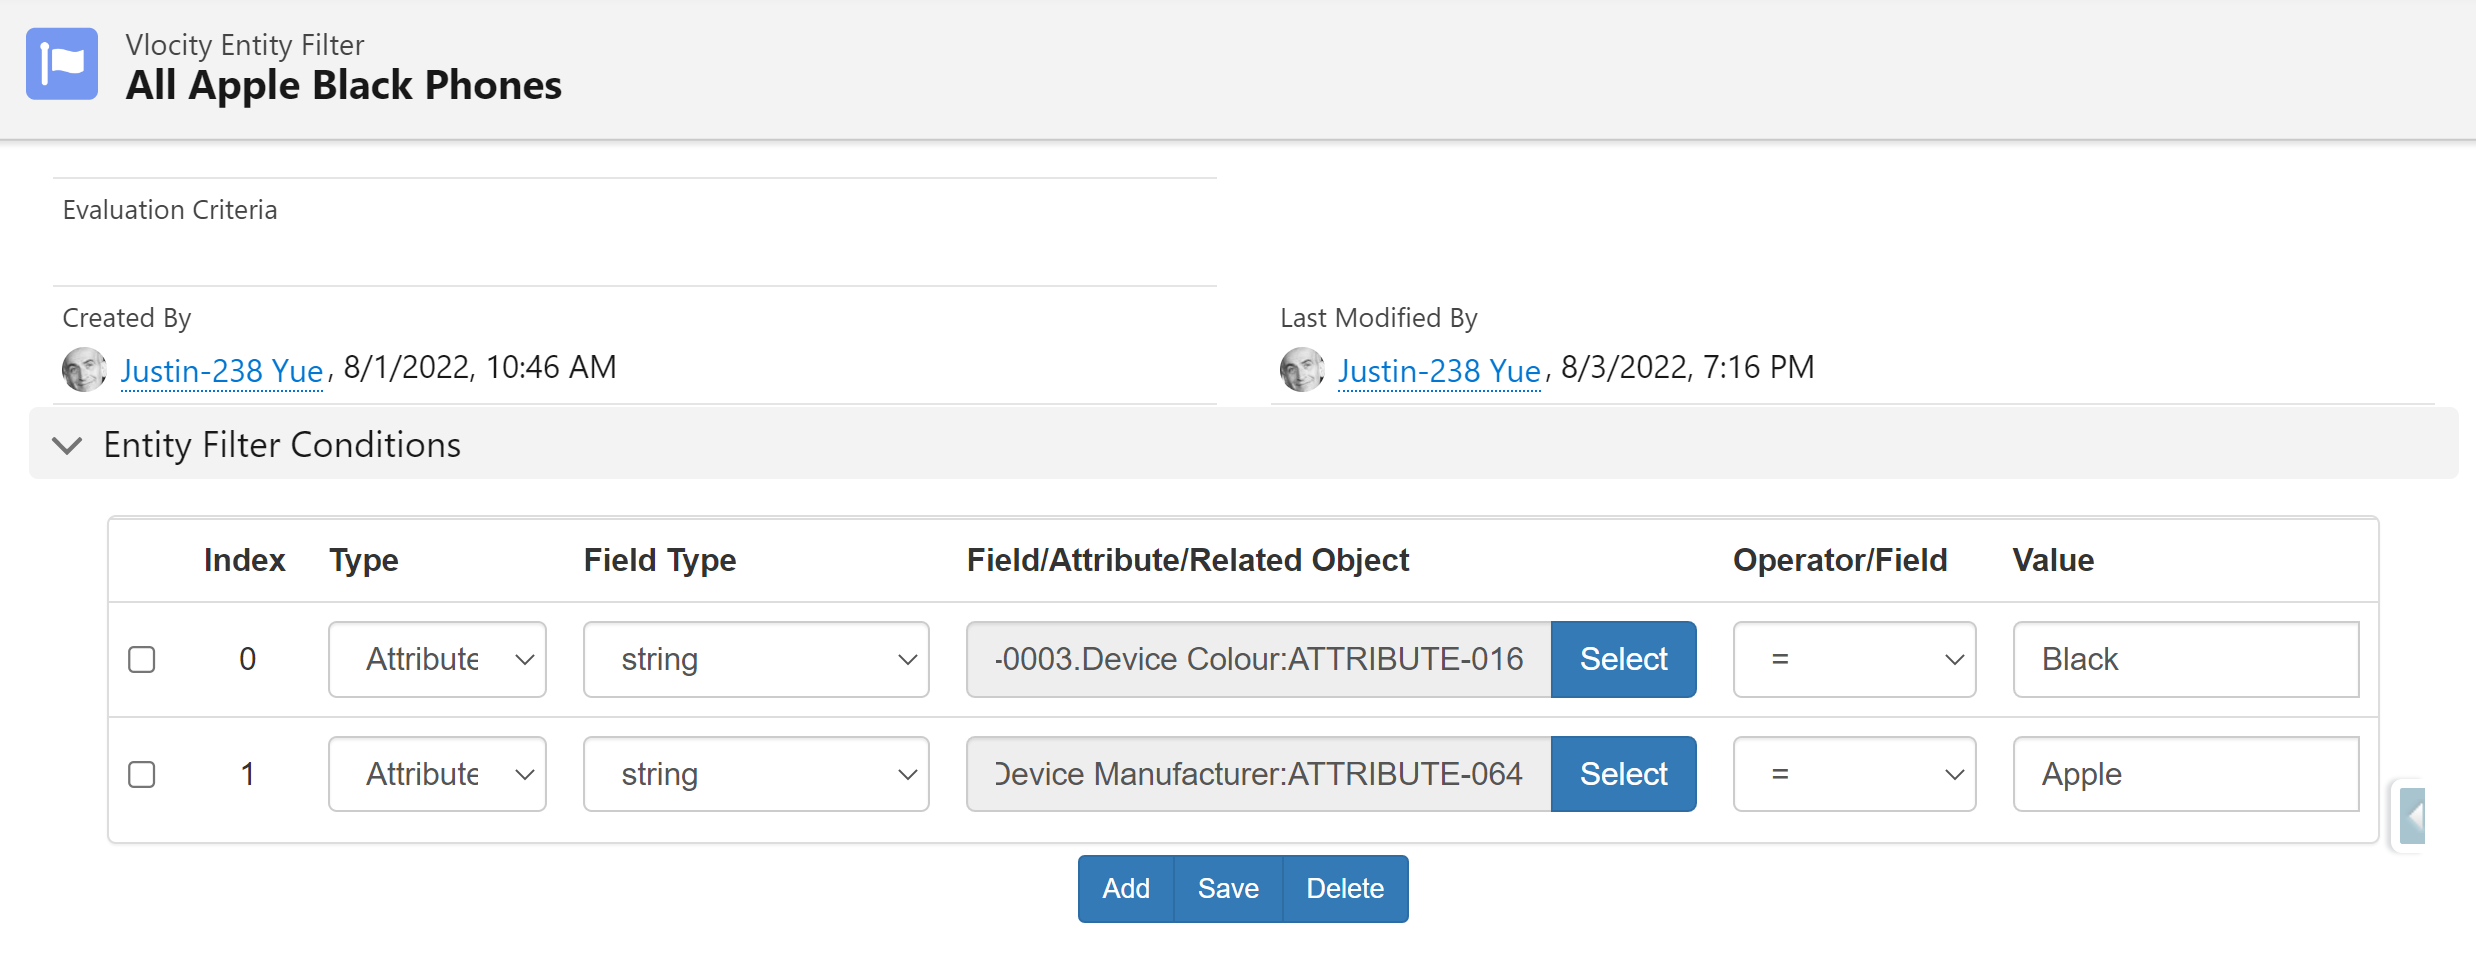 Vlocity Entity Filter
All Apple Black Phones
Evaluation Criteria
Created By
Last Modified By
Justin-238 Yue, 8/1/2022, 10:46 AM
Justin-238 Yue, 8/3/2022, 7:16 PM
Entity Filter Conditions
Index Type Field Type Field/Attribute/Related Object Operator/Field Value
0 Attribute string -0003.Device Colour:ATTRIBUTE-016 Select = Black
1 Attribute string Device Manufacturer:ATTRIBUTE-064 Select = Apple
Add Save Delete